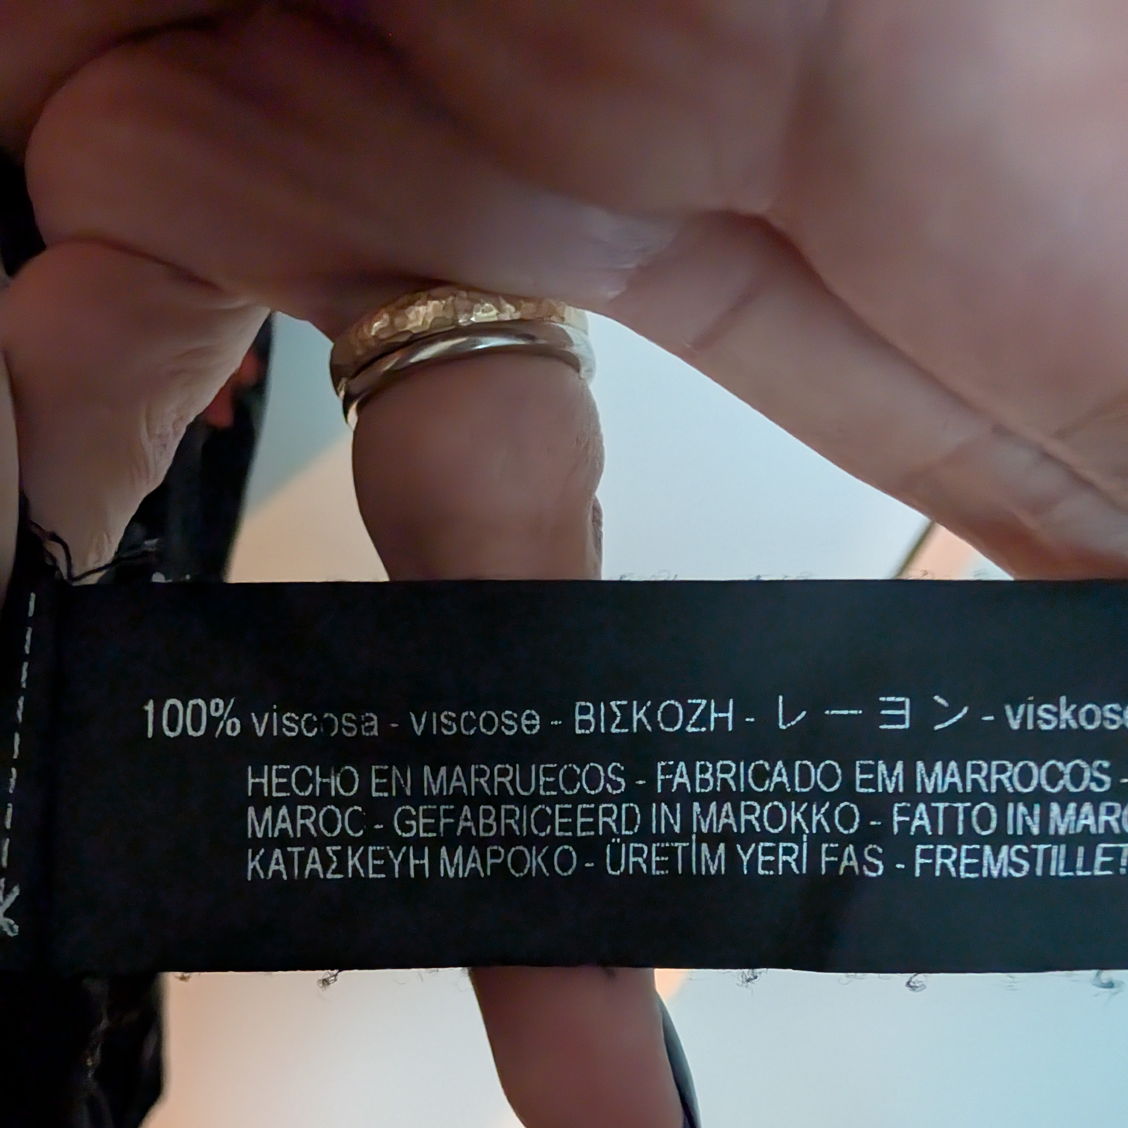 100% viscosa - viscose - ΒΙΣΚΟΖΗ - レーヨン - viskose
HECHO EN MARRUECOS - FABRICADO EM MARROCOS -
MAROC - GEFABRICEERD IN MAROKKO - FATTO IN
ΚΑΤΑΣΚΕΥΗ ΜΑΡΟΚΟ - ÜRETİM YERİ FAS - FREMSTILLET